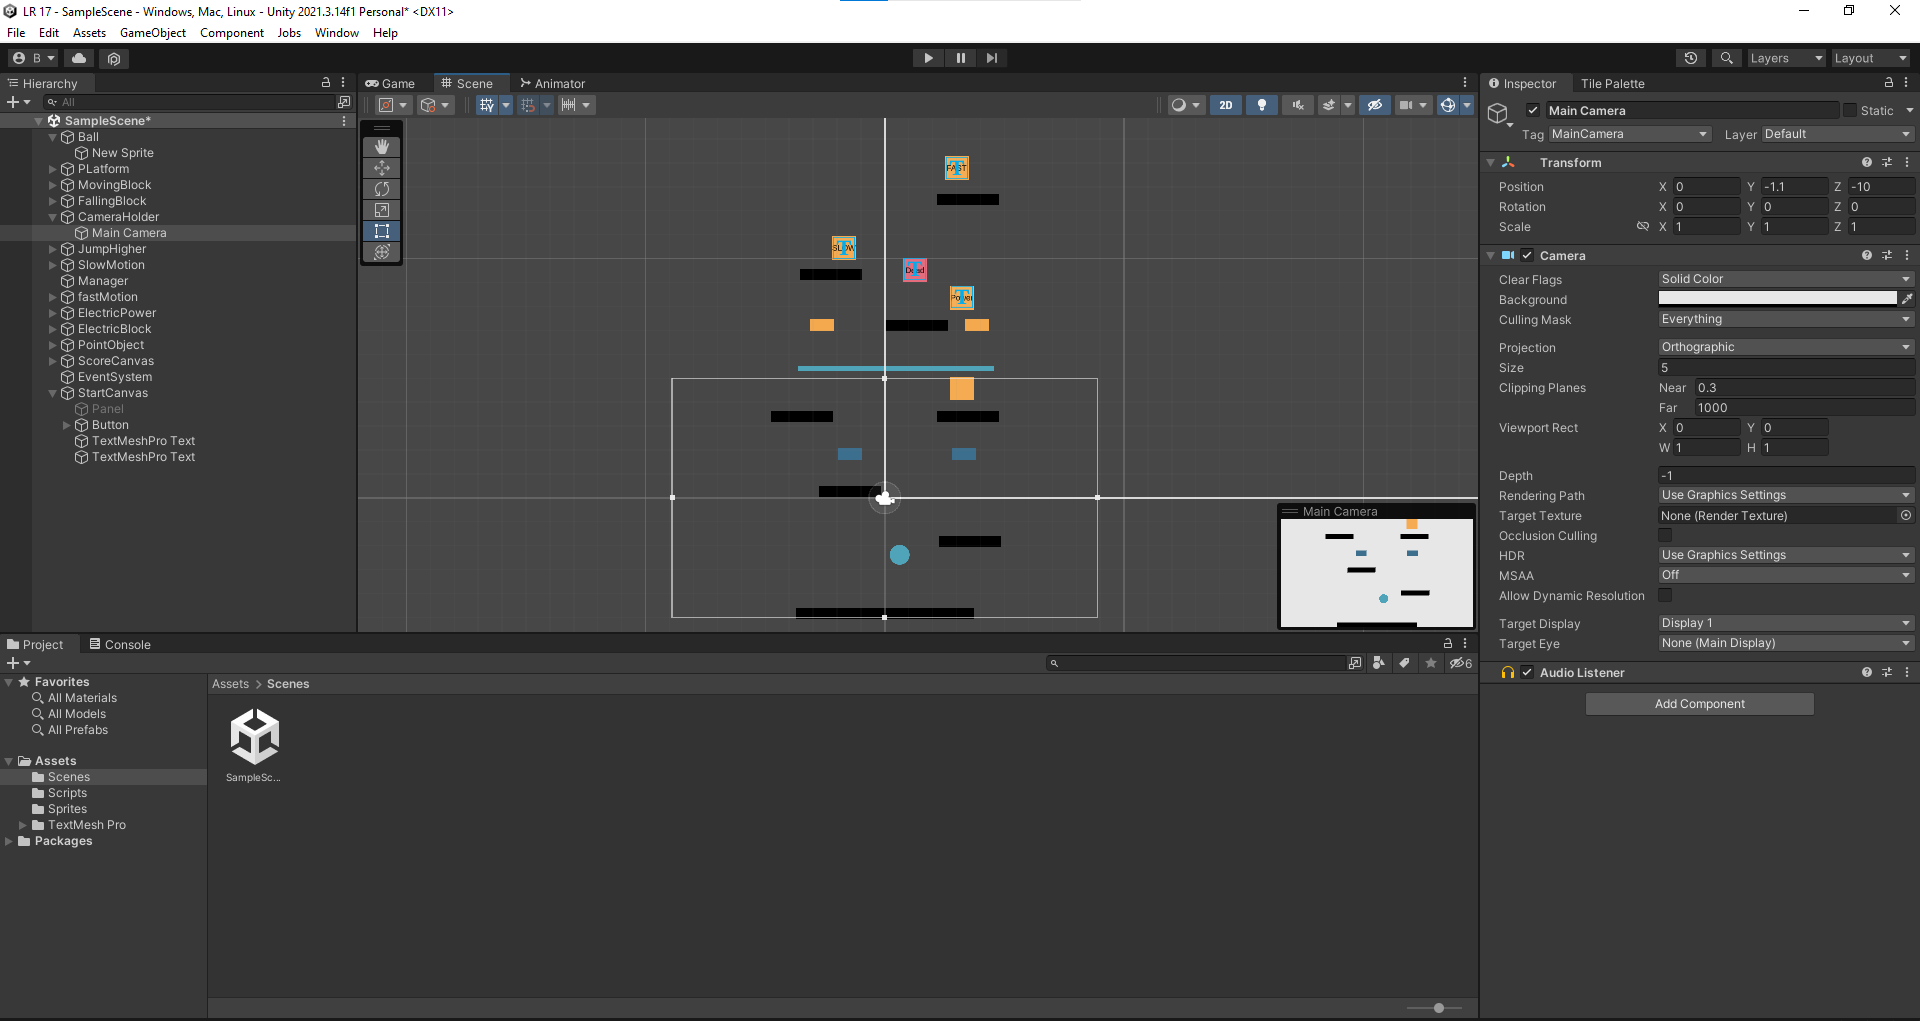 LR 17 - SampleScene - Windows, Mac, Linux - Unity 2021.3.14f1 Personal* <DX11>
File Edit Assets GameObject Component Jobs Window Help
B
Layers
Layout
Hierarchy
All
SampleScene*
Ball
New Sprite
PLatform
MovingBlock
FallingBlock
CameraHolder
Main Camera
JumpHigher
SlowMotion
Manager
fastMotion
ElectricPower
ElectricBlock
PointObject
ScoreCanvas
EventSystem
StartCanvas
Panel
Button
TextMeshPro Text
TextMeshPro Text
Game
Scene
Animator
2D
FAST
SLOW
Dead
Power
Main Camera
Inspector
Tile Palette
Main Camera
Static
Tag MainCamera
Layer Default
Transform
Position X 0 Y -1.1 Z -10
Rotation X 0 Y 0 Z 0
Scale X 1 Y 1 Z 1
Camera
Clear Flags Solid Color
Background
Culling Mask Everything
Projection Orthographic
Size 5
Clipping Planes Near 0.3
Far 1000
Viewport Rect X 0 Y 0
W 1 H 1
Depth -1
Rendering Path Use Graphics Settings
Target Texture None (Render Texture)
Occlusion Culling
HDR Use Graphics Settings
MSAA Off
Allow Dynamic Resolution
Target Display Display 1
Target Eye None (Main Display)
Audio Listener
Add Component
Project
Console
6
Favorites
All Materials
All Models
All Prefabs
Assets
Scenes
Scripts
Sprites
TextMesh Pro
Packages
Assets > Scenes
SampleSc...